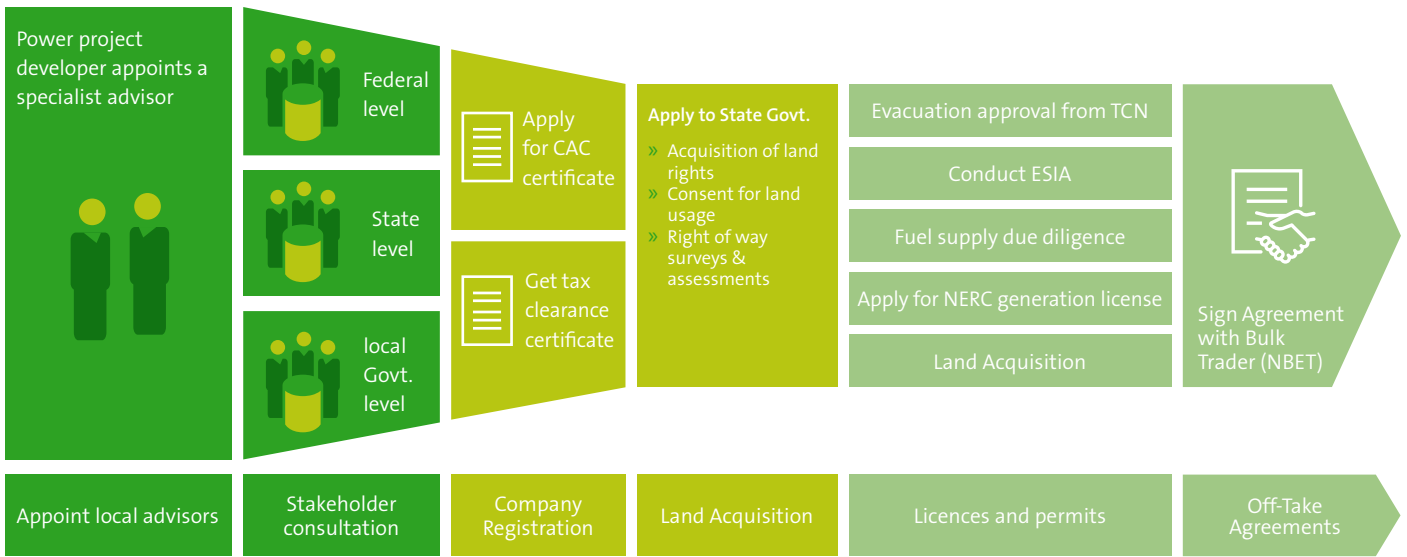 Power project
developer appoints a
specialist advisor
Federal
level
State
level
local
Govt.
level
Apply
for CAC
certificate
Get tax
clearance
certificate
Apply to State Govt.
» Acquisition of land
rights
» Consent for land
usage
» Right of way
surveys &
assessments
Evacuation approval from TCN
Conduct ESIA
Fuel supply due diligence
Apply for NERC generation license
Land Acquisition
Sign Agreement
with Bulk
Trader (NBET)
Appoint local advisors
Stakeholder
consultation
Company
Registration
Land Acquisition
Licences and permits
Off-Take
Agreements